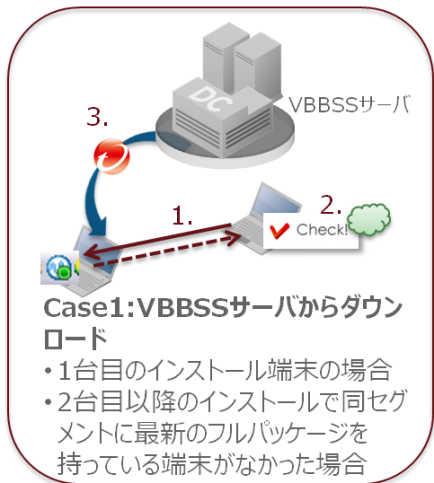 DC
VBBSSサーバ
3.
1.
2.
Check!
Case1:VBBSSサーバからダウン
ロード
・1台目のインストール端末の場合
・2台目以降のインストールで同セグ
メントに最新のフルパッケージを
持っている端末がなかった場合